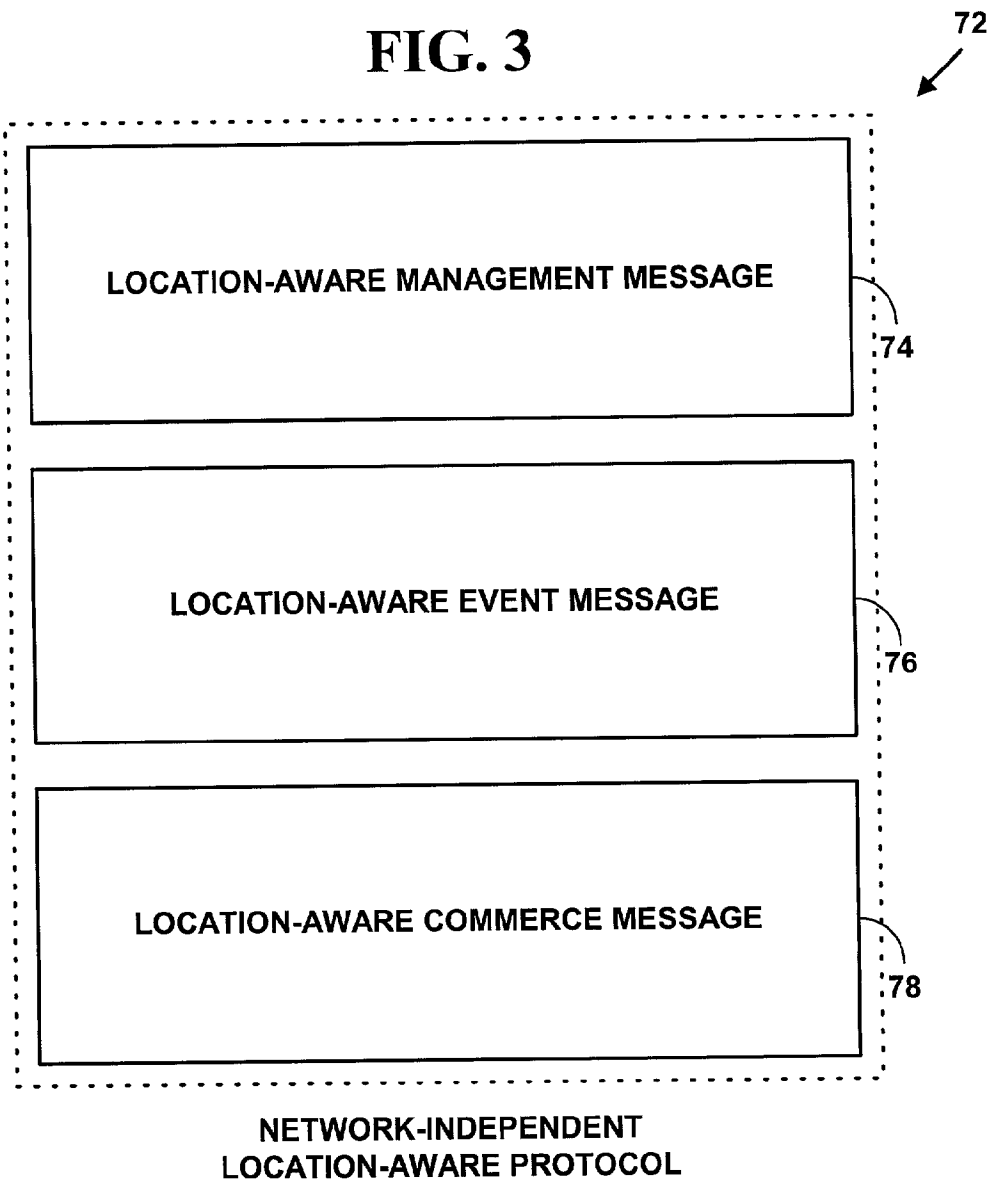 FIG. 3
72
LOCATION-AWARE MANAGEMENT MESSAGE
74
LOCATION-AWARE EVENT MESSAGE
76
LOCATION-AWARE COMMERCE MESSAGE
78
NETWORK-INDEPENDENT
LOCATION-AWARE PROTOCOL